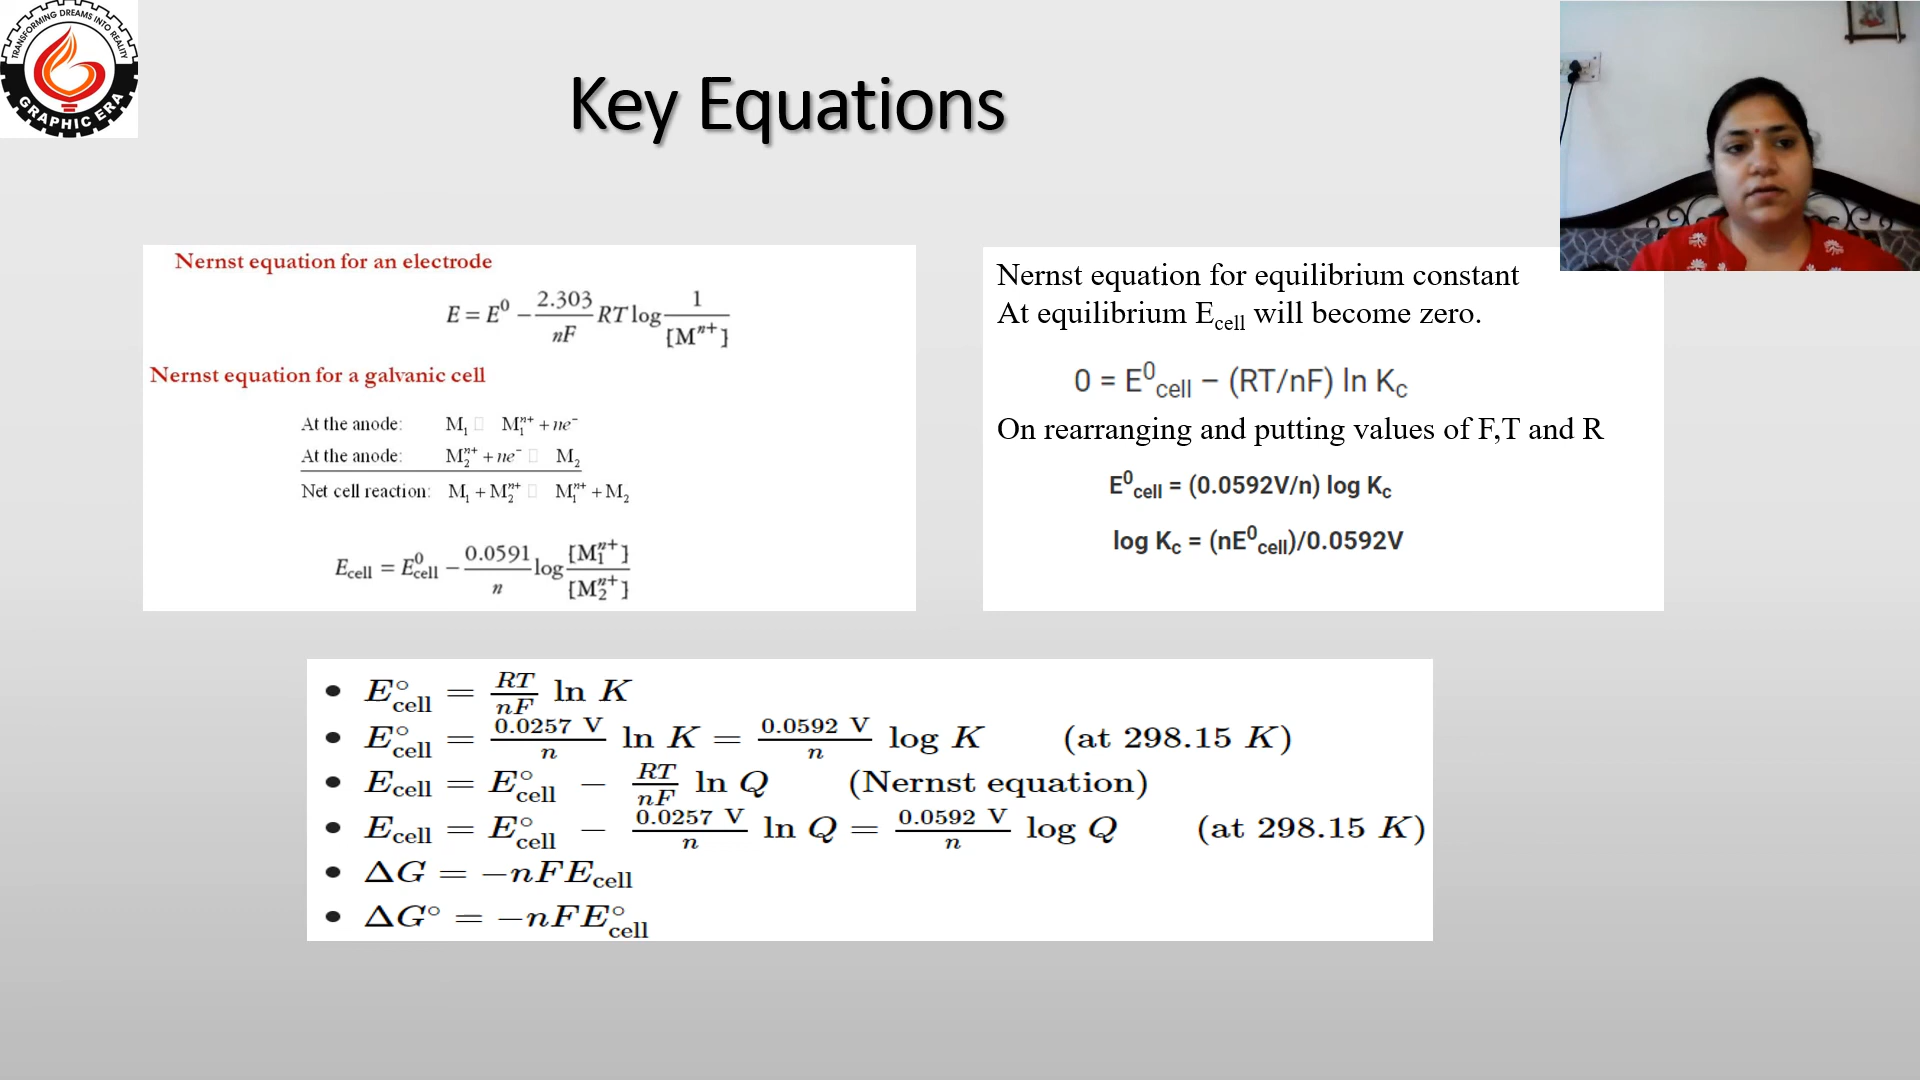 TRANSFORMING DREAMS INTO REALITY
GRAPHIC ERA
Key Equations
Nernst equation for an electrode
E = E⁰ − 2.303/nF RT log 1/[Mⁿ⁺]
Nernst equation for a galvanic cell
At the anode: M₁ □ M₁ⁿ⁺ + ne⁻
At the anode: M₂ⁿ⁺ + ne⁻ □ M₂
Net cell reaction: M₁ + M₂ⁿ⁺ □ M₁ⁿ⁺ + M₂
E_cell = E⁰_cell − 0.0591/n log [M₁ⁿ⁺]/[M₂ⁿ⁺]
Nernst equation for equilibrium constant
At equilibrium E_cell will become zero.
0 = E⁰_cell – (RT/nF) ln K_c
On rearranging and putting values of F,T and R
E⁰_cell = (0.0592V/n) log K_c
log K_c = (nE⁰_cell)/0.0592V
• E°_cell = RT/nF ln K
• E°_cell = 0.0257 V/n ln K = 0.0592 V/n log K (at 298.15 K)
• E_cell = E°_cell − RT/nF ln Q (Nernst equation)
• E_cell = E°_cell − 0.0257 V/n ln Q = 0.0592 V/n log Q (at 298.15 K)
• ΔG = −nFE_cell
• ΔG° = −nFE°_cell